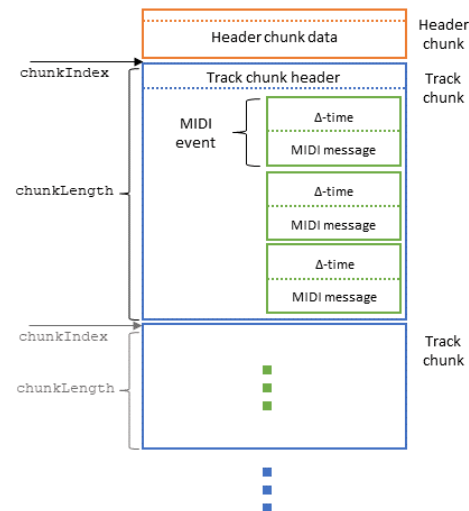 Header chunk data
Header
chunk
chunkIndex
Track chunk header
Track
chunk
MIDI
event
Δ-time
MIDI message
chunkLength
Δ-time
MIDI message
Δ-time
MIDI message
chunkIndex
Track
chunk
chunkLength